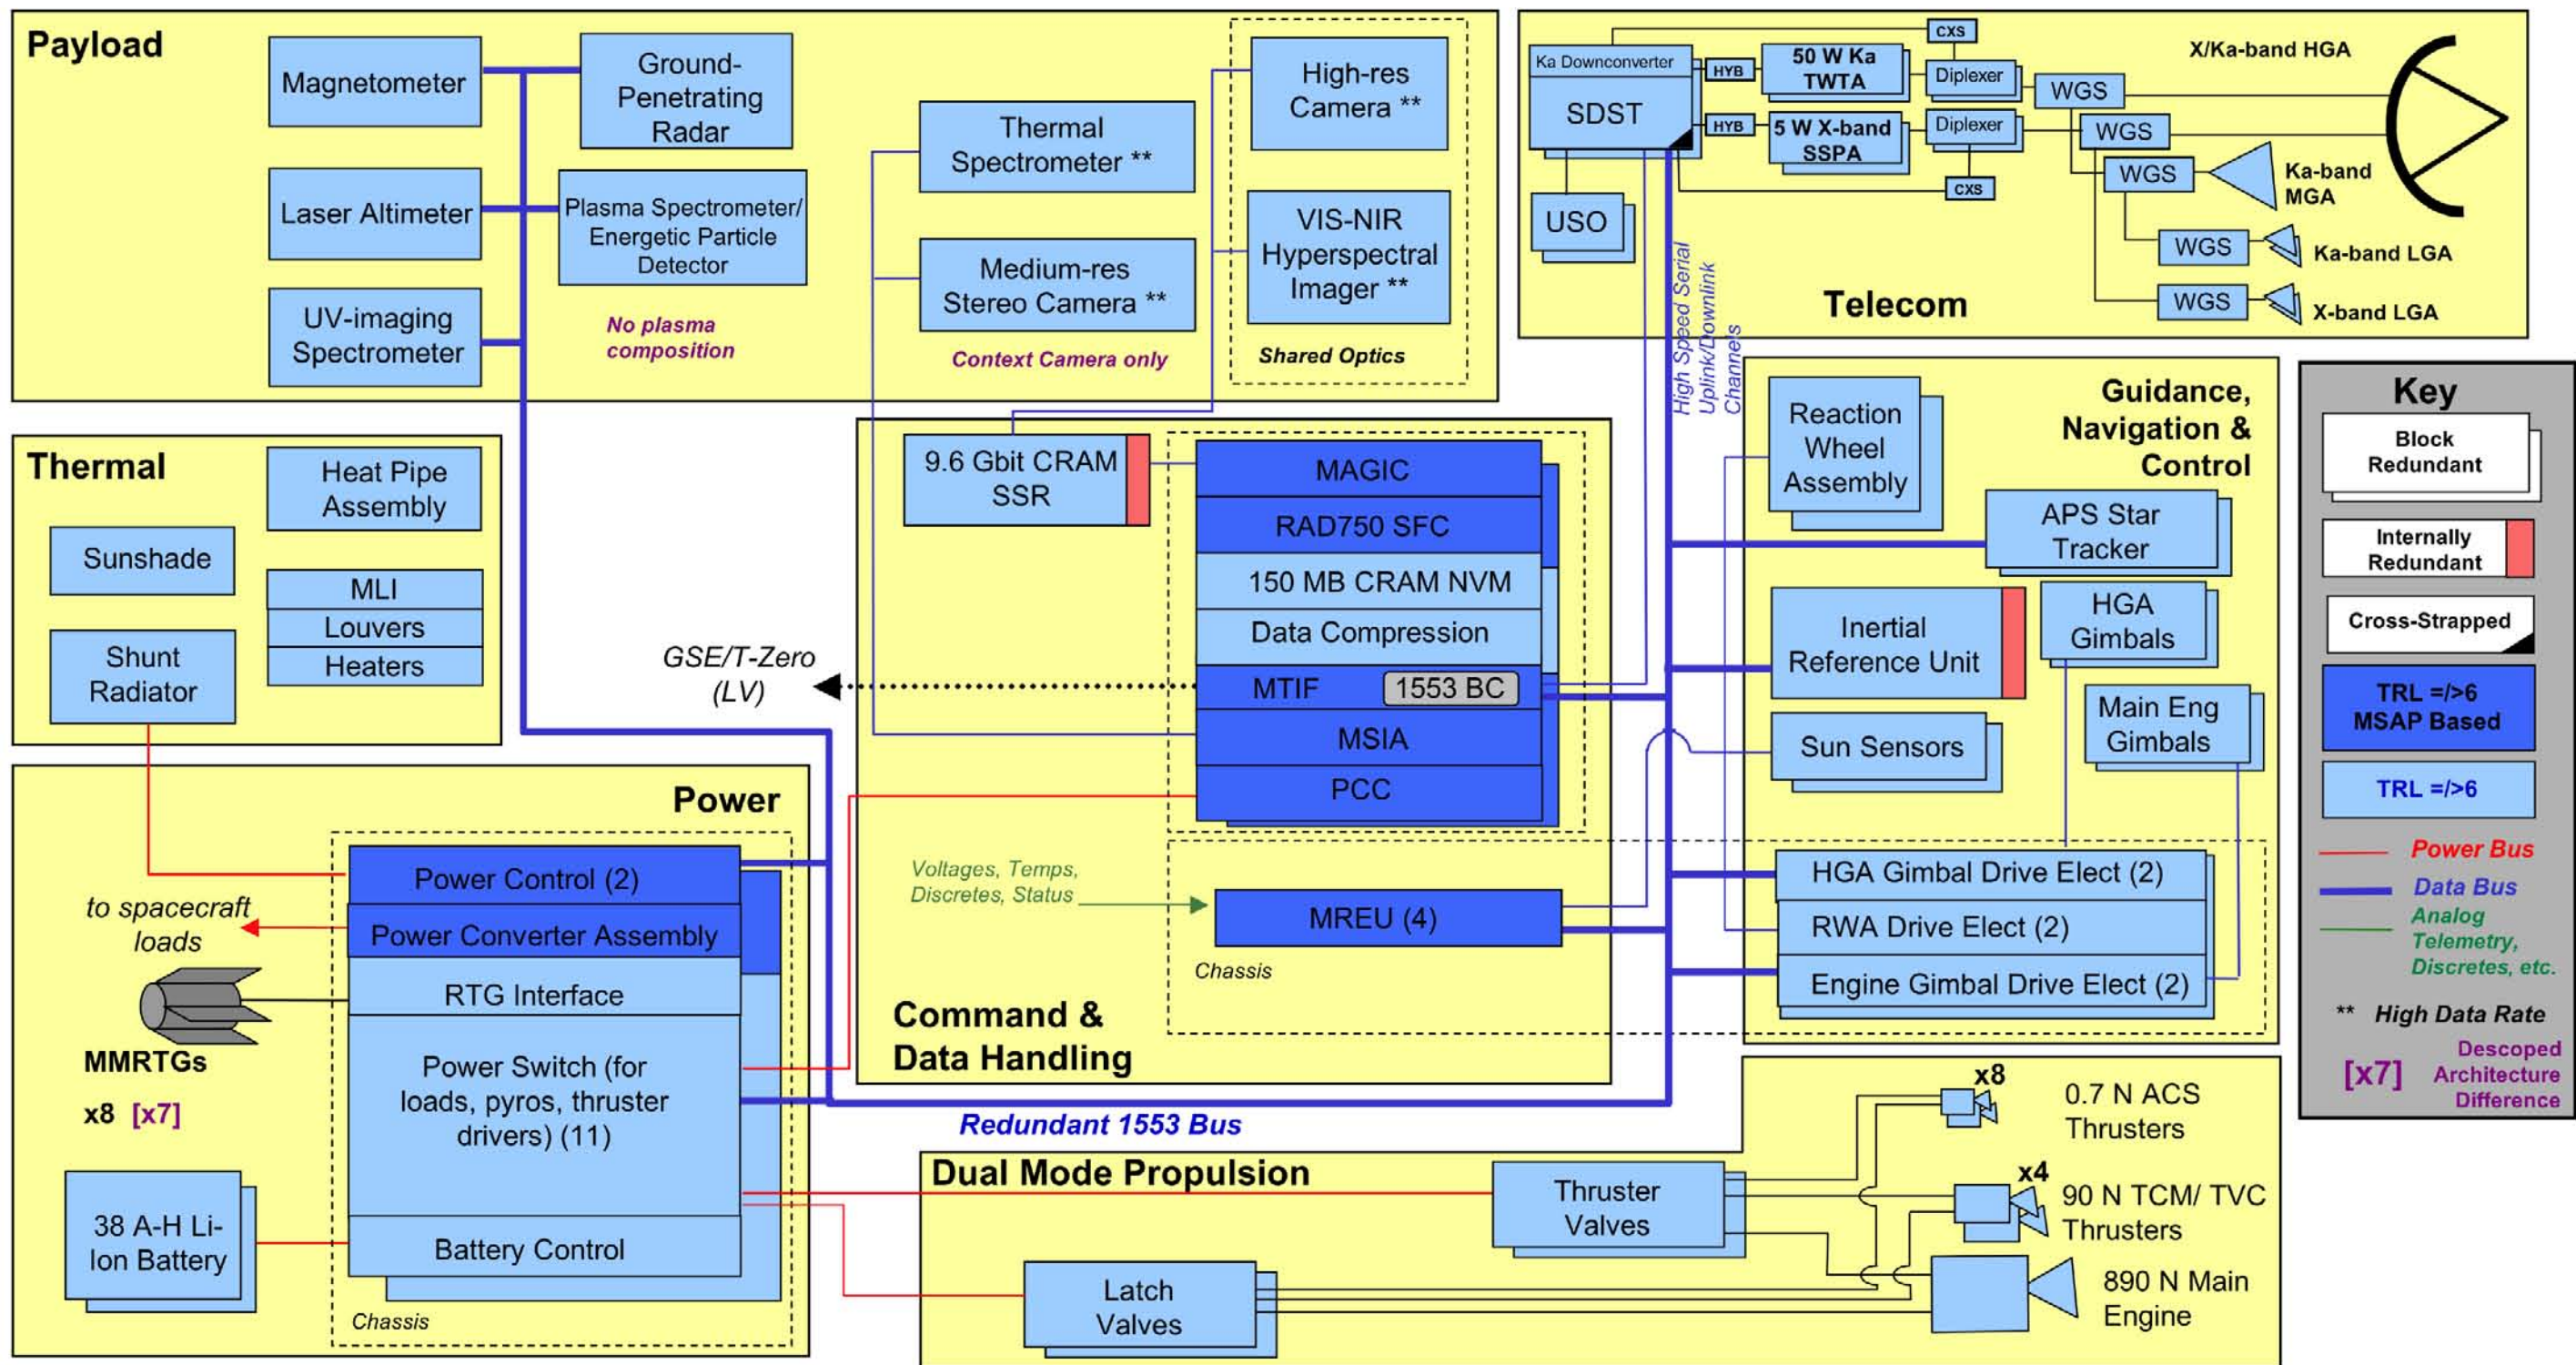 Payload
Magnetometer
Ground-
Penetrating
Radar
Laser Altimeter
Plasma Spectrometer/
Energetic Particle
Detector
UV-imaging
Spectrometer
No plasma
composition
Thermal
Spectrometer **
Medium-res
Stereo Camera **
Context Camera only
High-res
Camera **
VIS-NIR
Hyperspectral
Imager **
Shared Optics
Telecom
Ka Downconverter
SDST
USO
HYB
HYB
50 W Ka
TWTA
5 W X-band
SSPA
CXS
Diplexer
Diplexer
CXS
WGS
WGS
WGS
WGS
WGS
X/Ka-band HGA
Ka-band
MGA
Ka-band LGA
X-band LGA
High Speed Serial
Uplink/Downlink
Channels
Thermal
Heat Pipe
Assembly
Sunshade
MLI
Louvers
Heaters
Shunt
Radiator
9.6 Gbit CRAM
SSR
MAGIC
RAD750 SFC
150 MB CRAM NVM
Data Compression
MTIF
1553 BC
MSIA
PCC
GSE/T-Zero
(LV)
Voltages, Temps,
Discretes, Status
MREU (4)
Chassis
Command &
Data Handling
Guidance,
Navigation &
Control
Reaction
Wheel
Assembly
APS Star
Tracker
Inertial
Reference Unit
HGA
Gimbals
Main Eng
Gimbals
Sun Sensors
HGA Gimbal Drive Elect (2)
RWA Drive Elect (2)
Engine Gimbal Drive Elect (2)
Key
Block
Redundant
Internally
Redundant
Cross-Strapped
TRL =/>6
MSAP Based
TRL =/>6
Power Bus
Data Bus
Analog
Telemetry,
Discretes, etc.
** High Data Rate
[x7]
Descoped
Architecture
Difference
Power
Power Control (2)
Power Converter Assembly
RTG Interface
Power Switch (for
loads, pyros, thruster
drivers) (11)
Battery Control
Chassis
to spacecraft
loads
MMRTGs
x8 [x7]
38 A-H Li-
Ion Battery
Redundant 1553 Bus
Dual Mode Propulsion
Thruster
Valves
Latch
Valves
x8
0.7 N ACS
Thrusters
x4
90 N TCM/ TVC
Thrusters
890 N Main
Engine